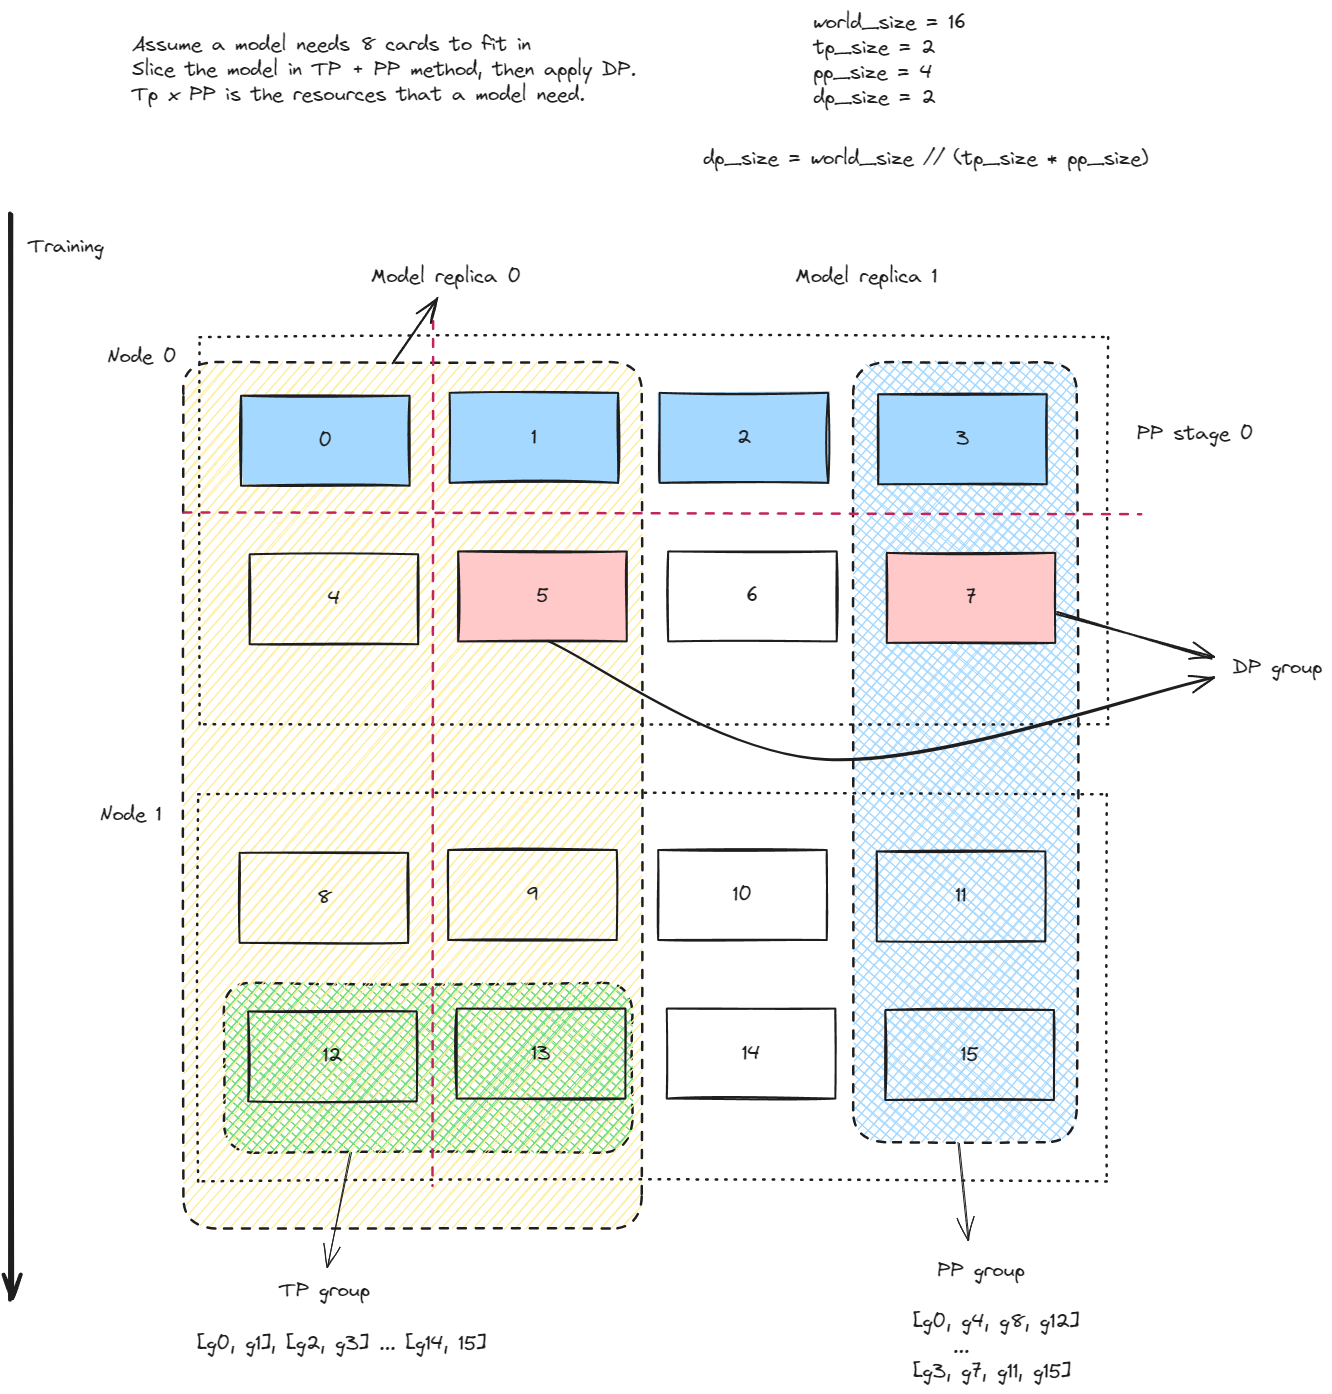 Assume a model needs 8 cards to fit in
Slice the model in TP + PP method, then apply DP.
Tp x PP is the resources that a model need.
world_size = 16
tp_size = 2
pp_size = 4
dp_size = 2
dp_size = world_size // (tp_size * pp_size)
Training
Model replica 0
Model replica 1
Node 0
0
1
2
3
PP stage 0
4
5
6
7
DP group
Node 1
8
9
10
11
12
13
14
15
TP group
[g0, g1], [g2, g3] ... [g14, 15]
PP group
[g0, g4, g8, g12]
...
[g3, g7, g11, g15]